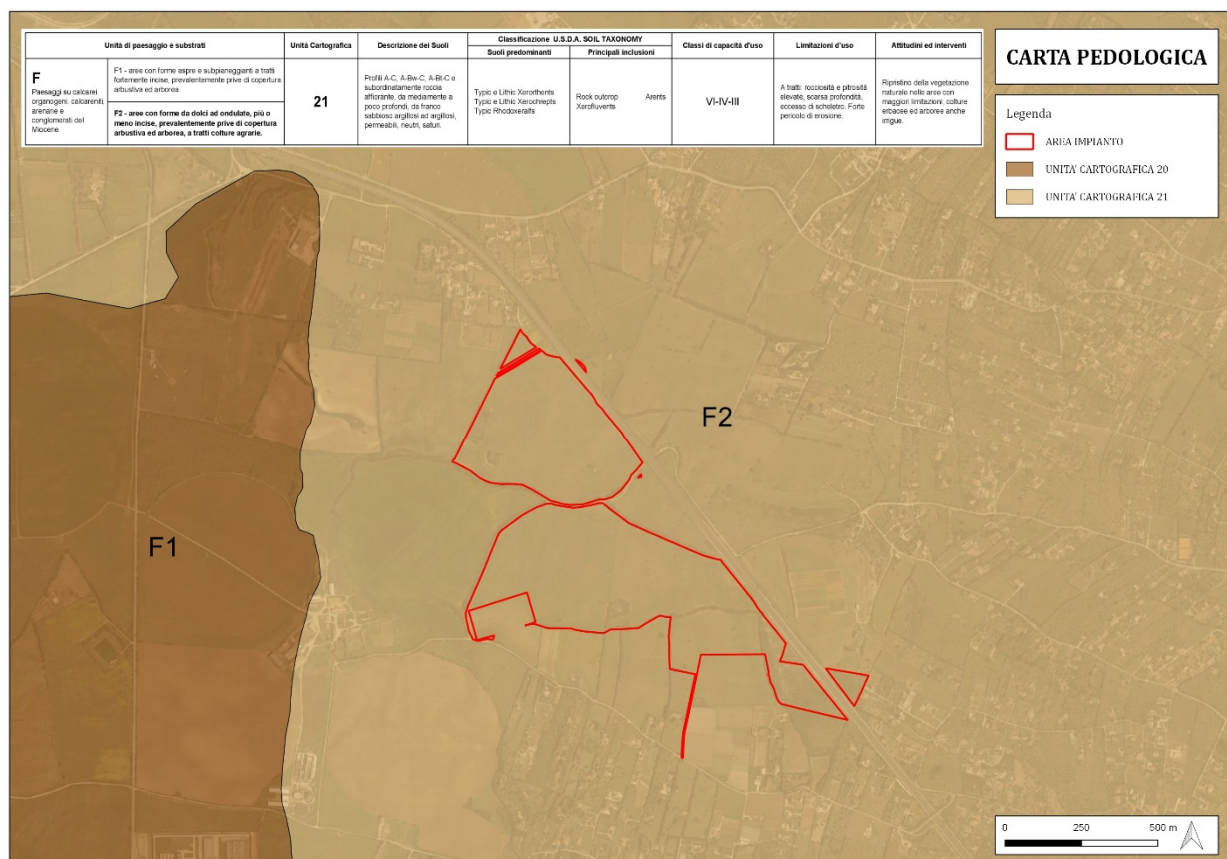 Unità di paesaggio e substrati
Unità Cartografica
Descrizione dei Suoli
Classificazione U.S.D.A. SOIL TAXONOMY
Suoli predominanti
Principali inclusioni
Classi di capacità d'uso
Limitazioni d'uso
Attitudini ed interventi
F
Paesaggi su calcarei
organogeni, calcareniti,
arenarie e
conglomerati del
Miocene.
F1 - aree con forme aspre e subpianeggianti a tratti
fortemente incise, prevalentemente prive di copertura
arbustiva ed arborea.
F2 - aree con forme da dolci ad ondulate, più o
meno incise, prevalentemente prive di copertura
arbustiva ed arborea, a tratti colture agrarie.
21
Profili A-C, A-Bw-C, A-Bt-C e
subordinatamente roccia
affiorante, da mediamente a
poco profondi, da franco
sabbioso argillosi ad argillosi,
permeabili, neutri, saturi.
Typic e Lithic Xerorthents
Typic e Lithic Xerochrepts
Typic Rhodoxeralfs
Rock outcrop Arents
Xerofluvents
VI-IV-III
A tratti: rocciosità e pitrosità
elevate, scarsa profondità,
eccesso di scheletro. Forte
pericolo di erosione.
Ripristino della vegetazione
naturale nelle aree con
maggiori limitazioni; colture
erbacee ed arboree anche
irrigue.
CARTA PEDOLOGICA
Legenda
AREA IMPIANTO
UNITA' CARTOGRAFICA 20
UNITA' CARTOGRAFICA 21
F2
F1
0 250 500 m